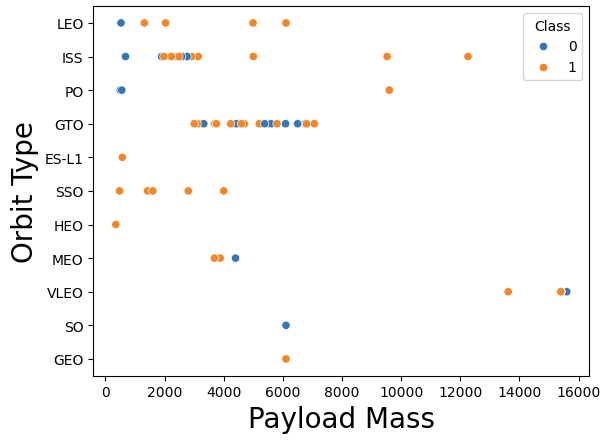 LEO
ISS
PO
GTO
ES-L1
SSO
HEO
MEO
VLEO
SO
GEO
Orbit Type
Class
0
1
0 2000 4000 6000 8000 10000 12000 14000 16000
Payload Mass